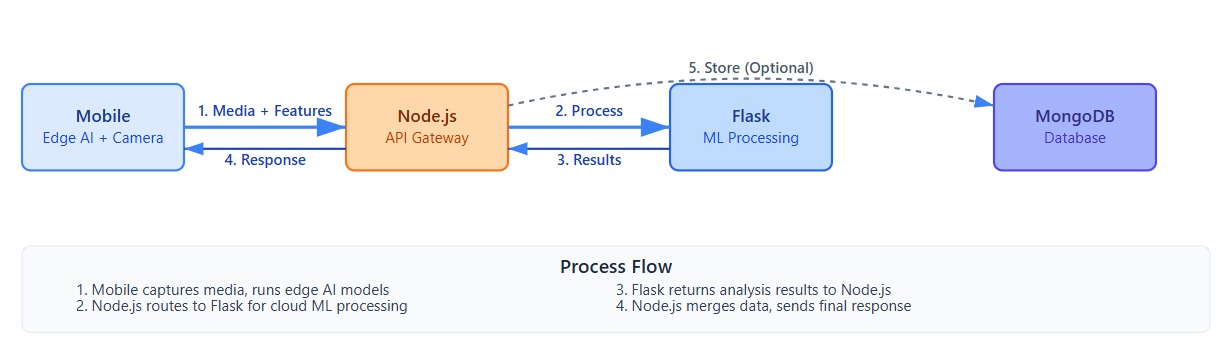 5. Store (Optional)
Mobile
Edge AI + Camera
1. Media + Features
4. Response
Node.js
API Gateway
2. Process
3. Results
Flask
ML Processing
MongoDB
Database
Process Flow
1. Mobile captures media, runs edge AI models
2. Node.js routes to Flask for cloud ML processing
3. Flask returns analysis results to Node.js
4. Node.js merges data, sends final response